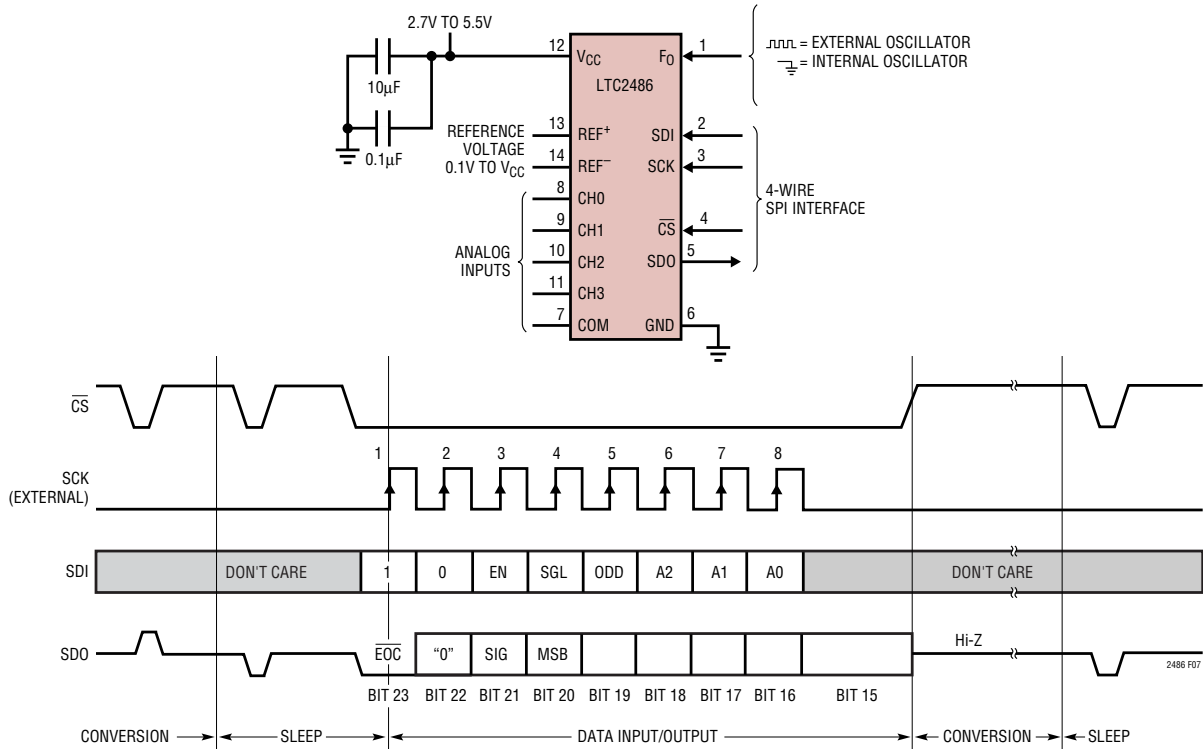 2.7V TO 5.5V
10µF
0.1µF
12
VCC
FO
1
LTC2486
= EXTERNAL OSCILLATOR
= INTERNAL OSCILLATOR
REFERENCE
VOLTAGE
0.1V TO VCC
13
REF+
SDI
2
14
REF–
SCK
3
8
CH0
9
CH1
CS
4
10
CH2
SDO
5
11
CH3
7
COM
GND
6
ANALOG
INPUTS
4-WIRE
SPI INTERFACE
CS
1 2 3 4 5 6 7 8
SCK
(EXTERNAL)
SDI
DON'T CARE
1 0 EN SGL ODD A2 A1 A0
DON'T CARE
SDO
EOC "0" SIG MSB
Hi-Z
2486 F07
BIT 23 BIT 22 BIT 21 BIT 20 BIT 19 BIT 18 BIT 17 BIT 16 BIT 15
CONVERSION SLEEP DATA INPUT/OUTPUT CONVERSION SLEEP